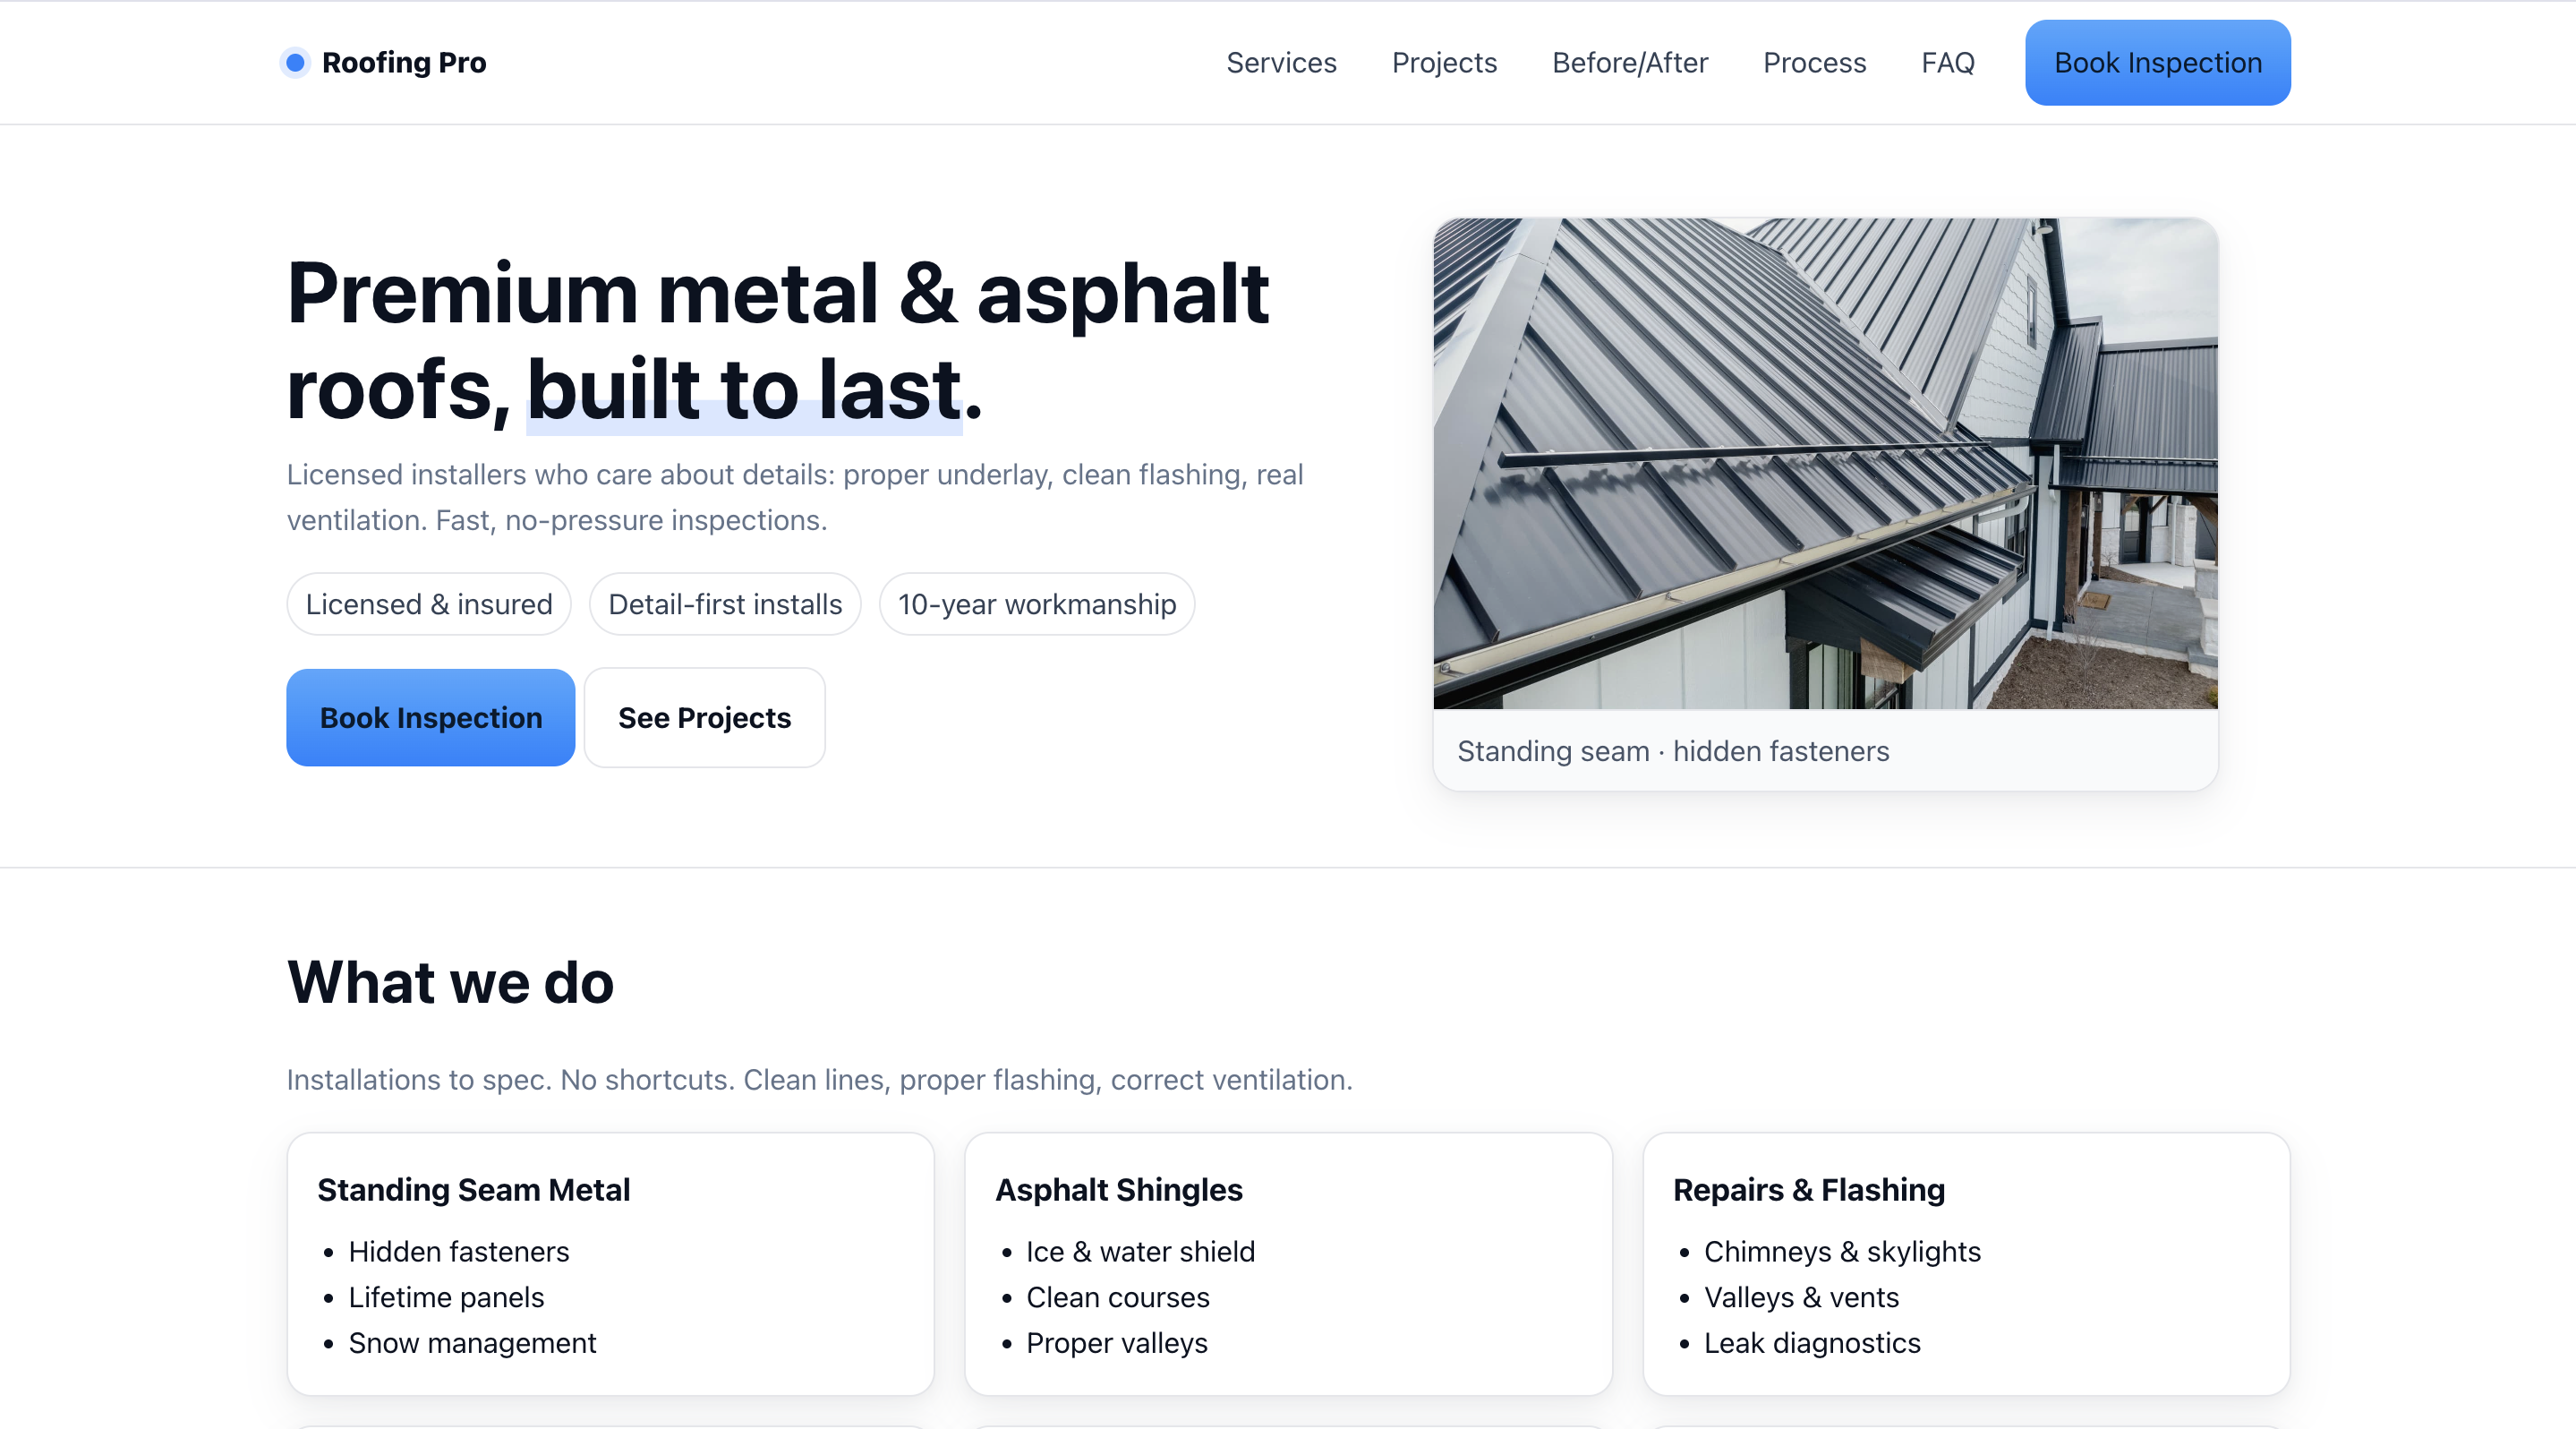 Roofing Pro
Services
Projects
Before/After
Process
FAQ
Book Inspection
Premium metal & asphalt
roofs, built to last.
Licensed installers who care about details: proper underlay, clean flashing, real
ventilation. Fast, no-pressure inspections.
Licensed & insured
Detail-first installs
10-year workmanship
Book Inspection
See Projects
Standing seam · hidden fasteners
What we do
Installations to spec. No shortcuts. Clean lines, proper flashing, correct ventilation.
Standing Seam Metal
• Hidden fasteners
• Lifetime panels
• Snow management
Asphalt Shingles
• Ice & water shield
• Clean courses
• Proper valleys
Repairs & Flashing
• Chimneys & skylights
• Valleys & vents
• Leak diagnostics